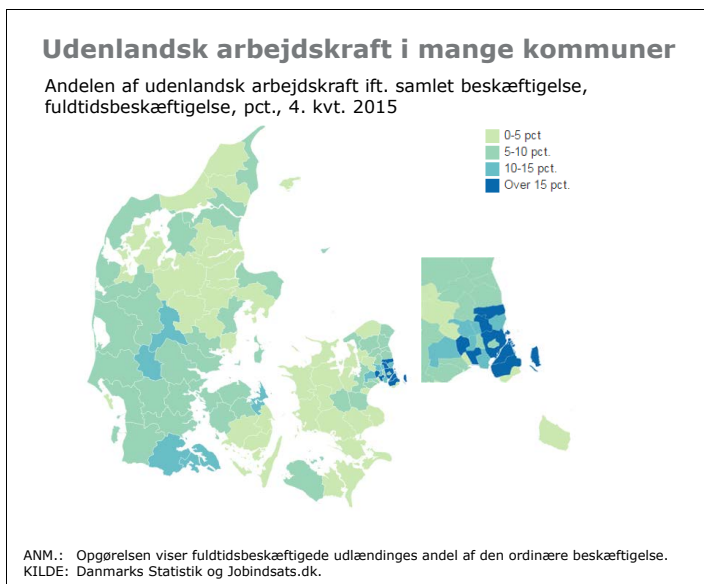 Udenlandsk arbejdskraft i mange kommuner
Andelen af udenlandsk arbejdskraft ift. samlet beskæftigelse,
fuldtidsbeskæftigelse, pct., 4. kvt. 2015
0-5 pct
5-10 pct.
10-15 pct.
Over 15 pct.
ANM.: Opgørelsen viser fuldtidsbeskæftigede udlændinges andel af den ordinære beskæftigelse.
KILDE: Danmarks Statistik og Jobindsats.dk.